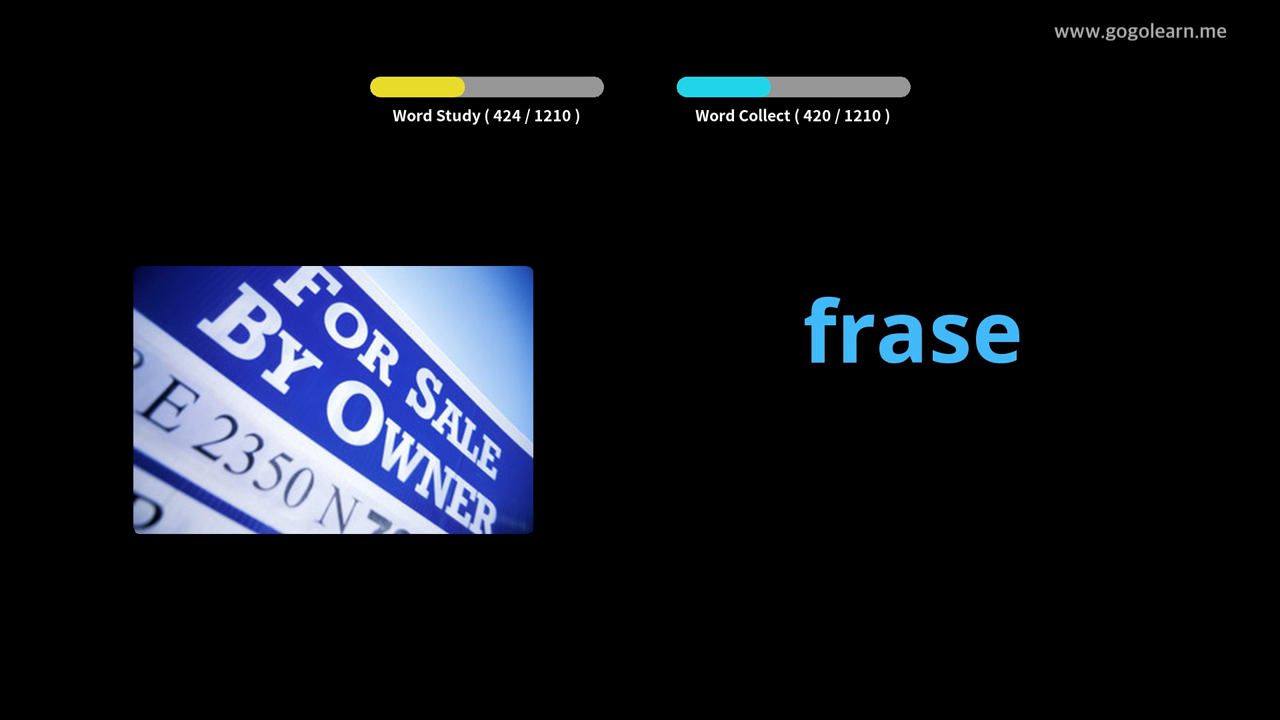 www.gogolearn.me
Word Study ( 424 / 1210 )
Word Collect ( 420 / 1210 )
FOR SALE
BY OWNER
E 2350 N
frase